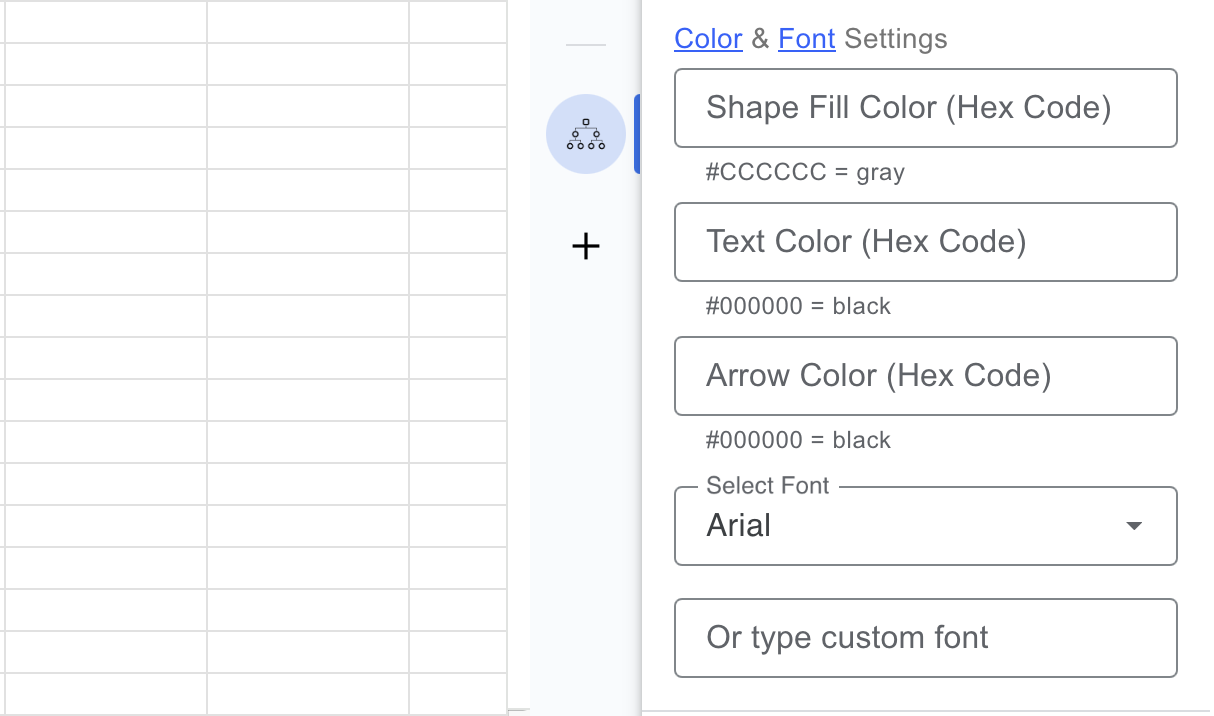 Color & Font Settings
Shape Fill Color (Hex Code)
#CCCCCC = gray
Text Color (Hex Code)
#000000 = black
Arrow Color (Hex Code)
#000000 = black
Select Font
Arial
Or type custom font